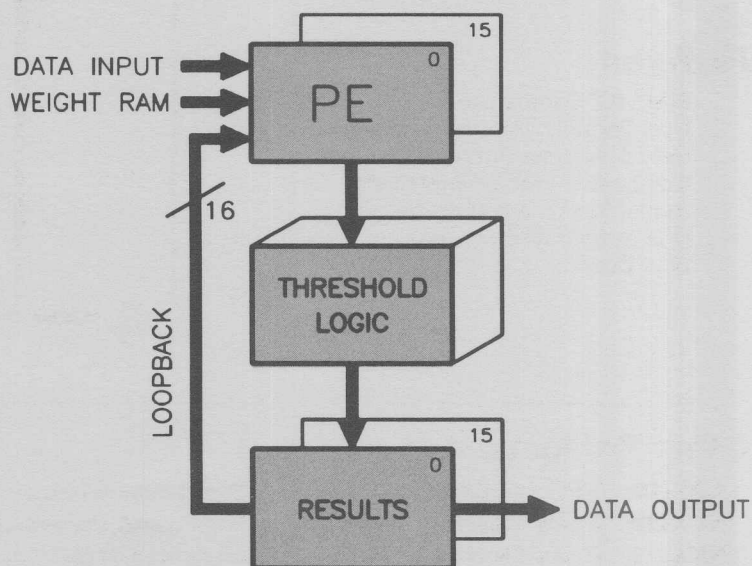 15
0
DATA INPUT
WEIGHT RAM
PE
16
THRESHOLD
LOGIC
LOOPBACK
15
0
RESULTS
DATA OUTPUT